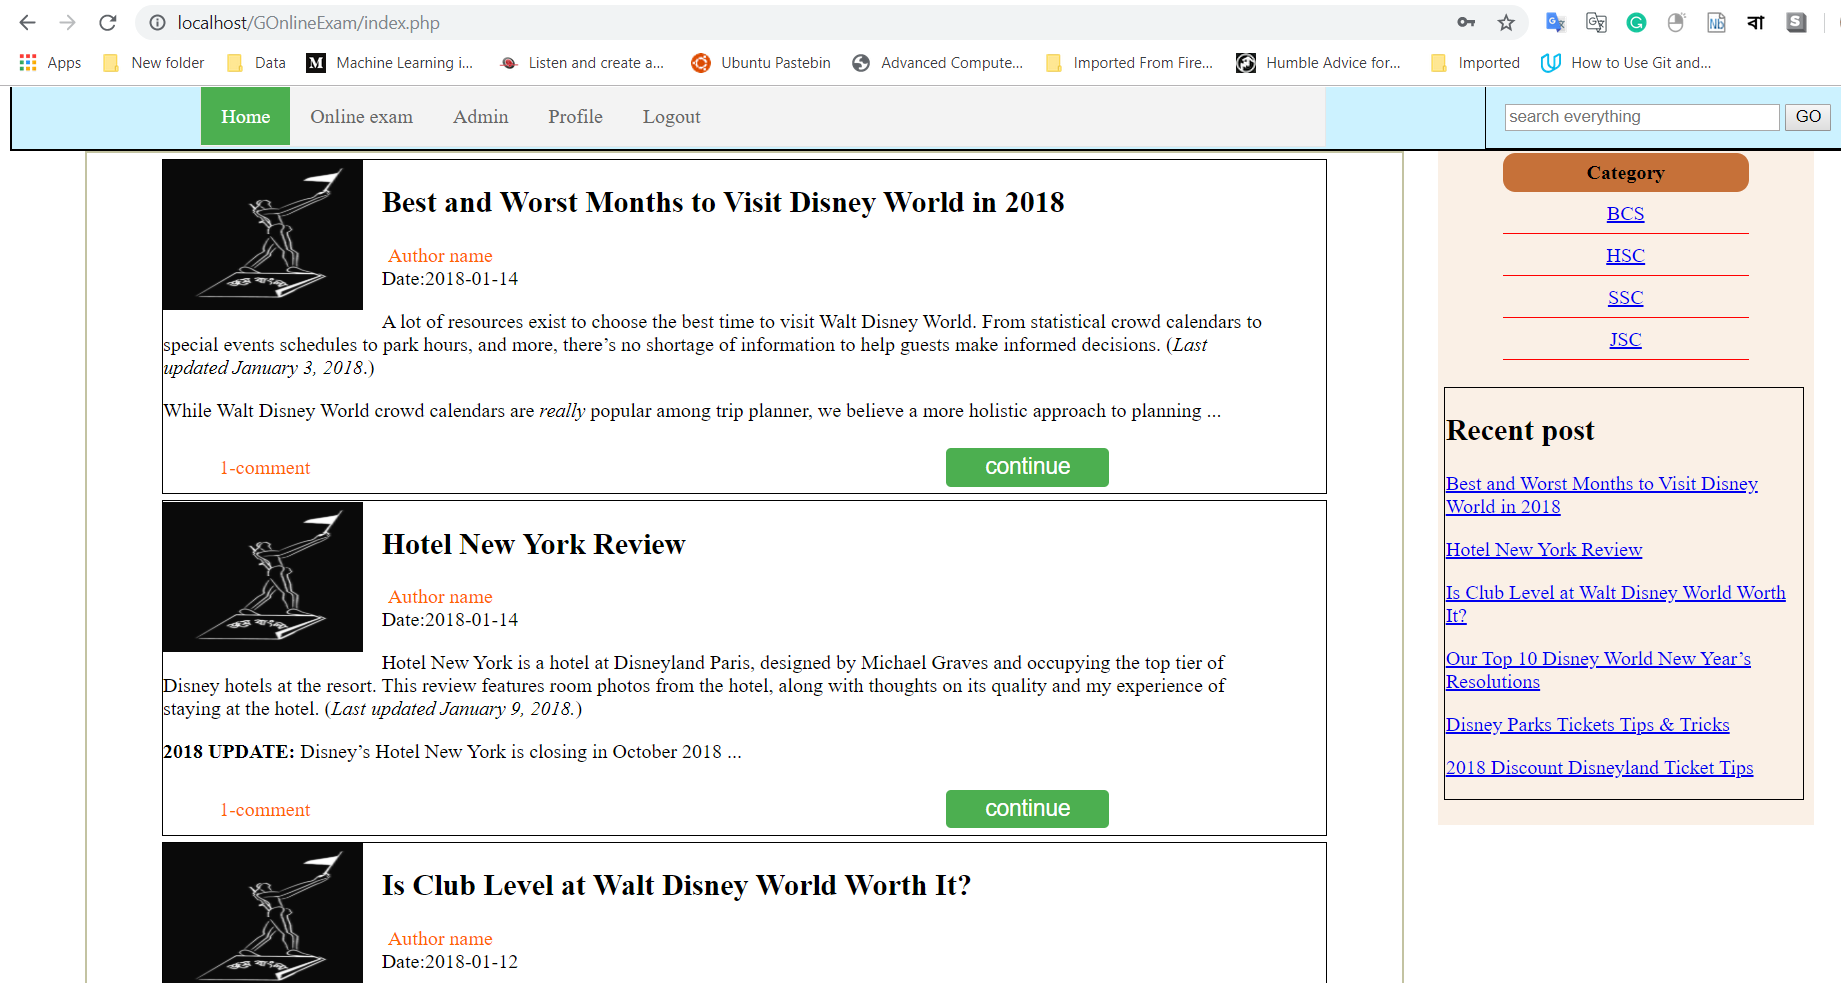 localhost/GOnlineExam/index.php
Apps New folder Data Machine Learning i... Listen and create a... Ubuntu Pastebin Advanced Compute... Imported From Fire... Humble Advice for... Imported How to Use Git and...
Home Online exam Admin Profile Logout
search everything GO
Best and Worst Months to Visit Disney World in 2018
Author name
Date:2018-01-14
A lot of resources exist to choose the best time to visit Walt Disney World. From statistical crowd calendars to
special events schedules to park hours, and more, there’s no shortage of information to help guests make informed decisions. (Last
updated January 3, 2018.)
While Walt Disney World crowd calendars are really popular among trip planner, we believe a more holistic approach to planning ...
1-comment continue
Hotel New York Review
Author name
Date:2018-01-14
Hotel New York is a hotel at Disneyland Paris, designed by Michael Graves and occupying the top tier of
Disney hotels at the resort. This review features room photos from the hotel, along with thoughts on its quality and my experience of
staying at the hotel. (Last updated January 9, 2018.)
2018 UPDATE: Disney’s Hotel New York is closing in October 2018 ...
1-comment continue
Is Club Level at Walt Disney World Worth It?
Author name
Date:2018-01-12
Category
BCS
HSC
SSC
JSC
Recent post
Best and Worst Months to Visit Disney
World in 2018
Hotel New York Review
Is Club Level at Walt Disney World Worth
It?
Our Top 10 Disney World New Year’s
Resolutions
Disney Parks Tickets Tips & Tricks
2018 Discount Disneyland Ticket Tips